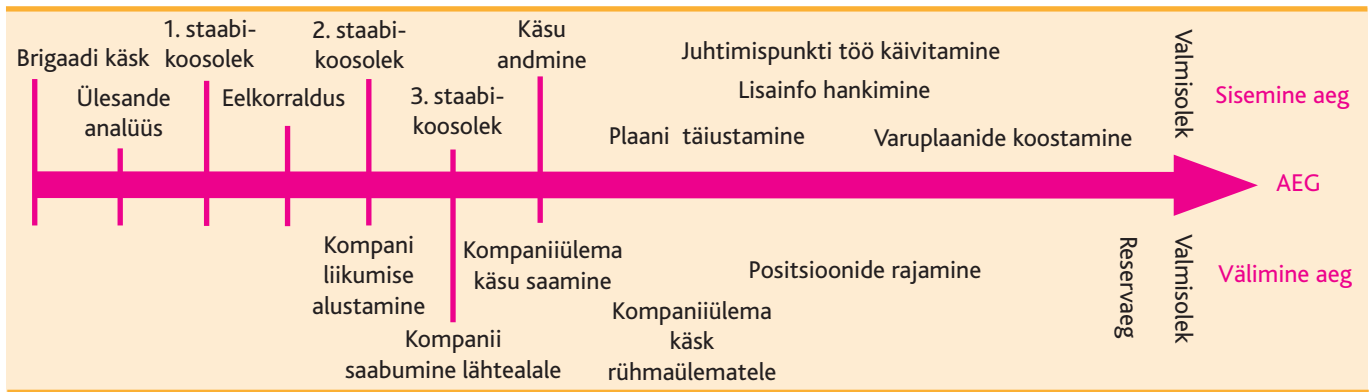 Brigaadi käsk
1. staabi-
koosolek
2. staabi-
koosolek
Käsu
andmine
Ülesande
analüüs
Eelkorraldus
3. staabi-
koosolek
Juhtimispunkti töö käivitamine
Lisainfo hankimine
Plaani täiustamine
Varuplaanide koostamine
Valmisolek
Sisemine aeg
AEG
Kompani
liikumise
alustamine
Kompaniiülema
käsu saamine
Kompanii
saabumine lähtealale
Kompaniiülema
käsk
rühmaülematele
Positsioonide rajamine
Reservaeg
Valmisolek
Välimine aeg